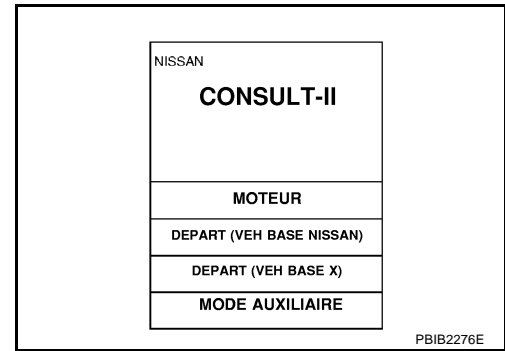 NISSAN
CONSULT-II
MOTEUR
DEPART (VEH BASE NISSAN)
DEPART (VEH BASE X)
MODE AUXILIAIRE
PBIB2276E